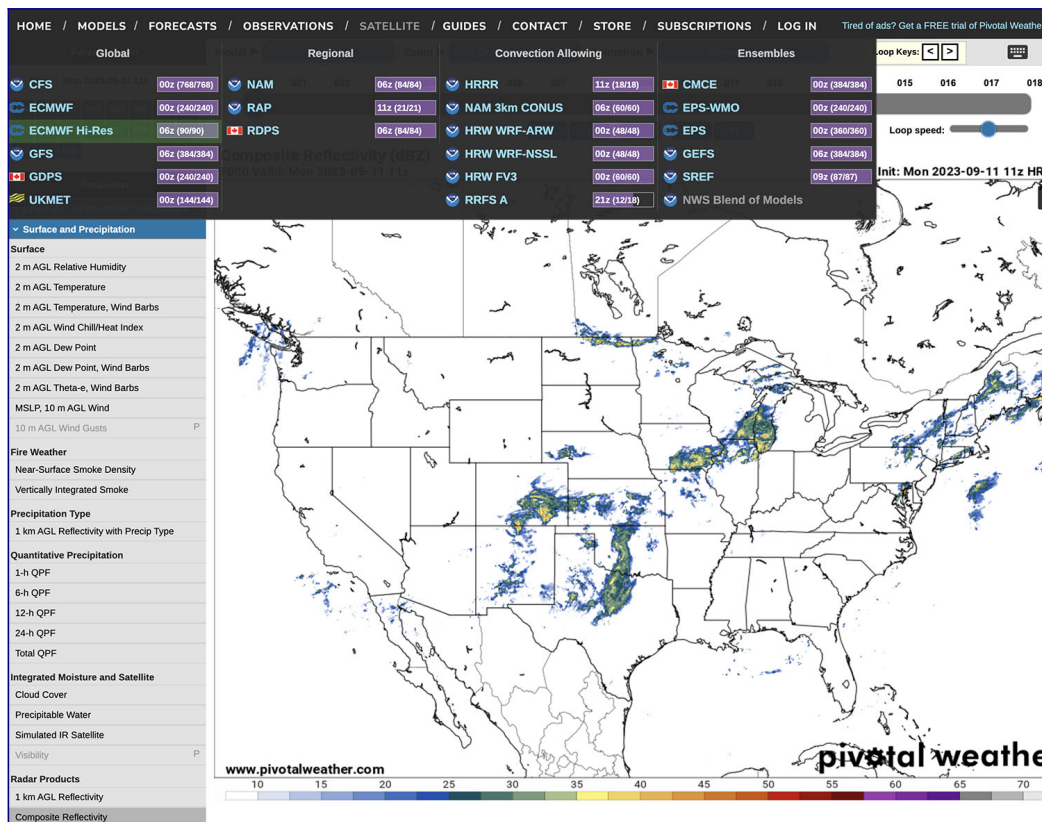 HOME / MODELS / FORECASTS / OBSERVATIONS / SATELLITE / GUIDES / CONTACT / STORE / SUBSCRIPTIONS / LOG IN
Tired of ads? Get a FREE trial of Pivotal Weathe
Global
Regional
Convection Allowing
Ensembles
oop Keys: < >
CFS 00z (768/768)
NAM 06z (84/84)
HRRR 11z (18/18)
CMCE 00z (384/384)
015 016 017 018
ECMWF 00z (240/240)
RAP 11z (21/21)
NAM 3km CONUS 06z (60/60)
EPS-WMO 00z (240/240)
ECMWF Hi-Res 06z (90/90)
RDPS 06z (84/84)
HRW WRF-ARW 00z (48/48)
EPS 00z (360/360)
Loop speed:
GFS 06z (384/384)
HRW WRF-NSSL 00z (48/48)
GEFS 06z (384/384)
Composite Reflectivity (dBZ)
GDPS 00z (240/240)
HRW FV3 00z (60/60)
SREF 09z (87/87)
F000 Valid: Mon 2023-09-11 11z
Init: Mon 2023-09-11 11z HR
UKMET 00z (144/144)
RRFS A 21z (12/18)
NWS Blend of Models
Surface and Precipitation
Surface
2 m AGL Relative Humidity
2 m AGL Temperature
2 m AGL Temperature, Wind Barbs
2 m AGL Wind Chill/Heat Index
2 m AGL Dew Point
2 m AGL Dew Point, Wind Barbs
2 m AGL Theta-e, Wind Barbs
MSLP, 10 m AGL Wind
10 m AGL Wind Gusts P
Fire Weather
Near-Surface Smoke Density
Vertically Integrated Smoke
Precipitation Type
1 km AGL Reflectivity with Precip Type
Quantitative Precipitation
1-h QPF
6-h QPF
12-h QPF
24-h QPF
Total QPF
Integrated Moisture and Satellite
Cloud Cover
Precipitable Water
Simulated IR Satellite
Visibility P
Radar Products
1 km AGL Reflectivity
Composite Reflectivity
www.pivotalweather.com
pivotal weathe
10 15 20 25 30 35 40 45 50 55 60 65 70